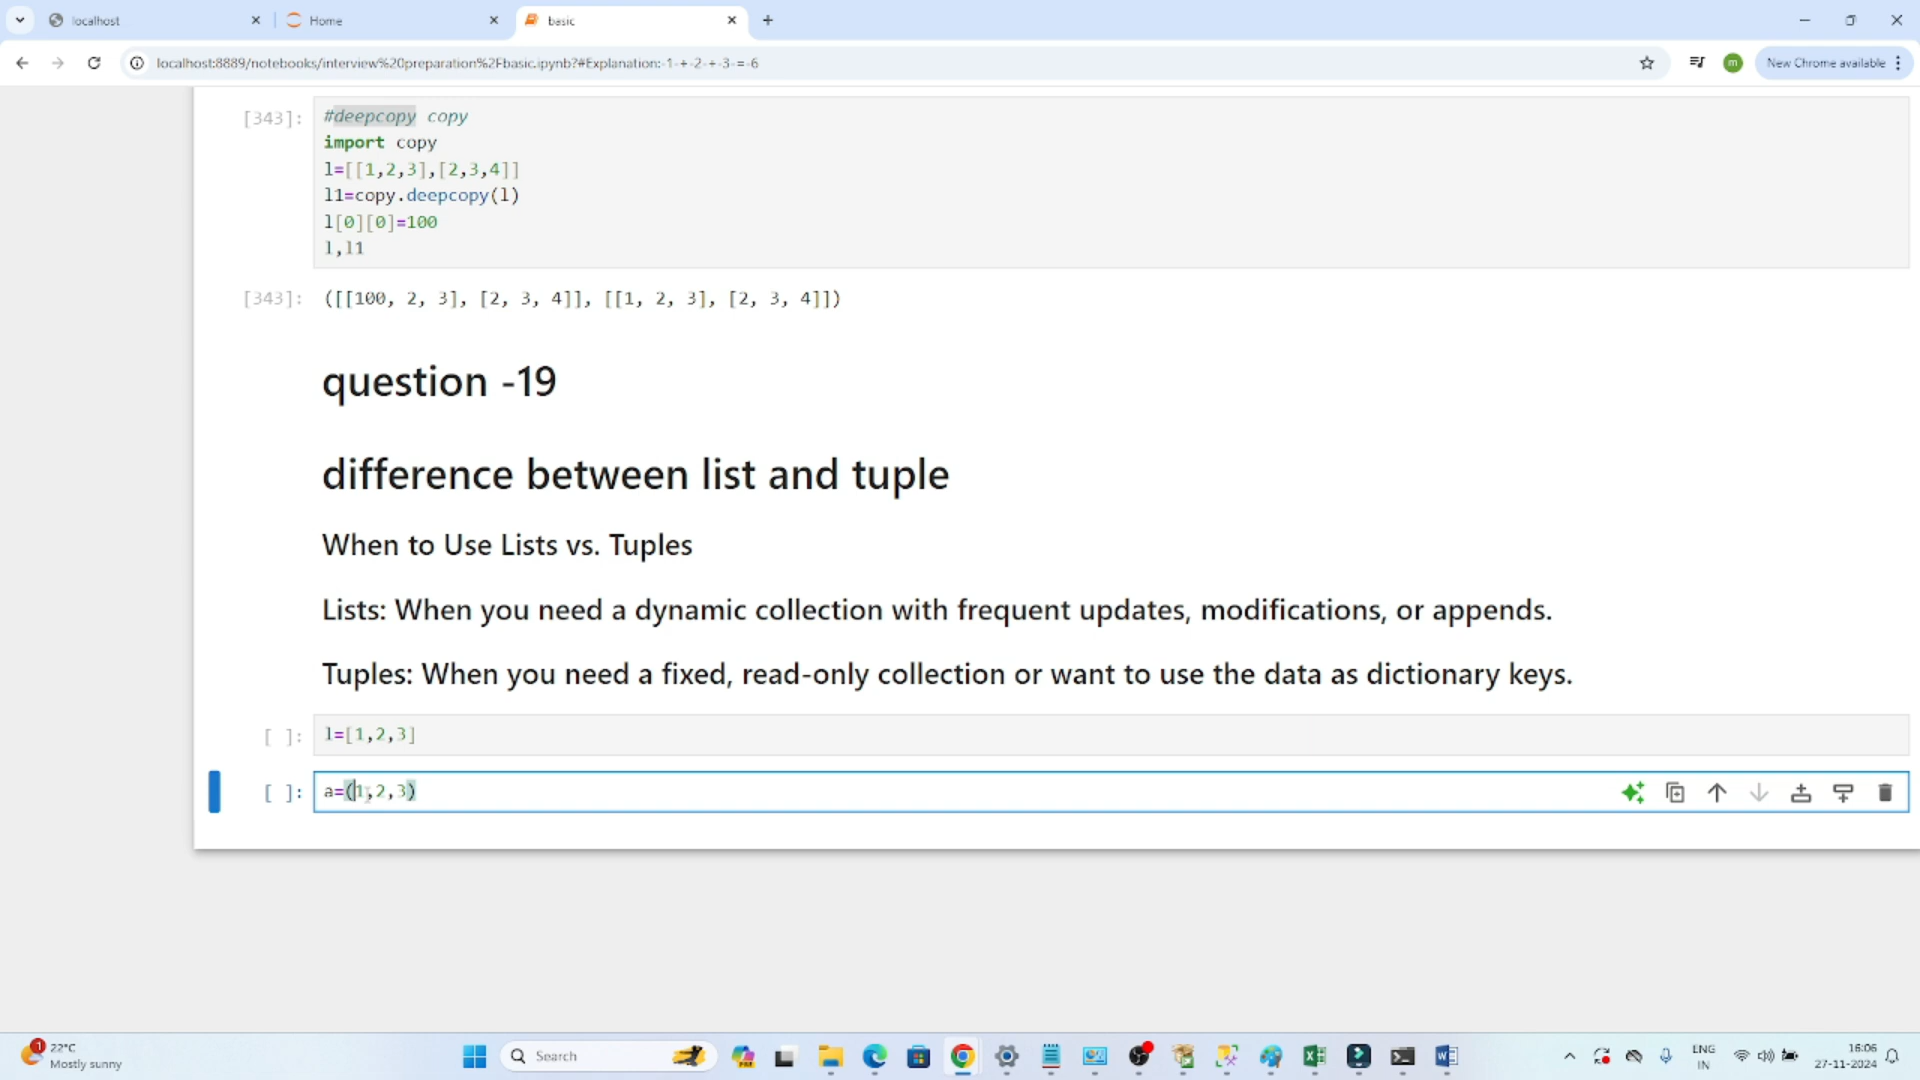 localhost
Home
basic
localhost:8889/notebooks/interview%20preparation%2Fbasic.ipynb?#Explanation:-1-+-2-+-3-=-6
m
New Chrome available
[343]:
#deepcopy copy
import copy
l=[[1,2,3],[2,3,4]]
l1=copy.deepcopy(l)
l[0][0]=100
l,l1
[343]: ([[100, 2, 3], [2, 3, 4]], [[1, 2, 3], [2, 3, 4]])
question -19
difference between list and tuple
When to Use Lists vs. Tuples
Lists: When you need a dynamic collection with frequent updates, modifications, or appends.
Tuples: When you need a fixed, read-only collection or want to use the data as dictionary keys.
[ ]: l=[1,2,3]
[ ]: a=(1,2,3)
1
22°C
Mostly sunny
Search
ENG
IN
16:06
27-11-2024